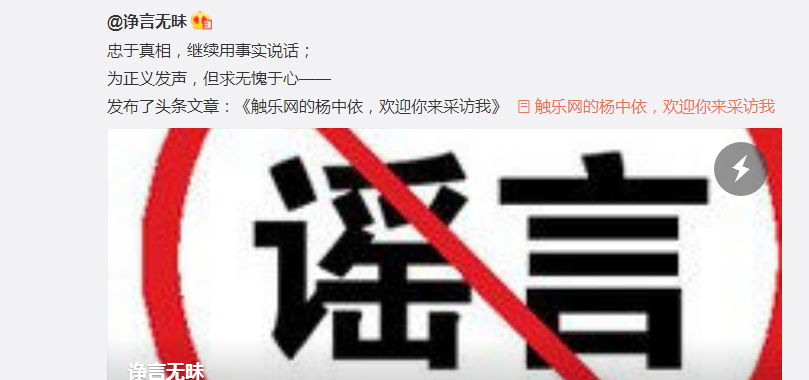 @诤言无昧
忠于真相，继续用事实说话；
为正义发声，但求无愧于心——
发布了头条文章：《触乐网的杨中依，欢迎你来采访我》 触乐网的杨中依，欢迎你来采访我
谣言
诤言无昧